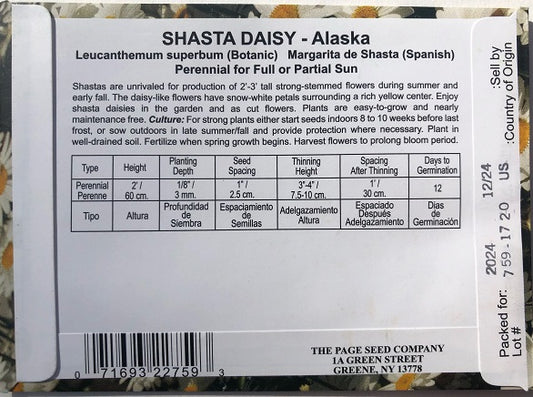 SHASTA DAISY - Alaska
Leucanthemum superbum (Botanic) Margarita de Shasta (Spanish)
Perennial for Full or Partial Sun
Shastas are unrivaled for production of 2'-3' tall strong-stemmed flowers during summer and
early fall. The daisy-like flowers have snow-white petals surrounding a rich yellow center. Enjoy
shasta daisies in the garden and as cut flowers. Plants are easy-to-grow and nearly
maintenance free. Culture: For strong plants either start seeds indoors 8 to 10 weeks before last
frost, or sow outdoors in late summer/fall and provide protection where necessary. Plant in
well-drained soil. Fertilize when spring growth begins. Harvest flowers to prolong bloom period.
Type Height Planting Depth Seed Spacing Thinning Height Spacing After Thinning Days to Germination
Perennial Perenne 2' / 60 cm. 1/8" / 3 mm. 1" / 2.5 cm. 3"-4" / 7.5-10 cm. 1' / 30 cm. 12
Tipo Altura Profundidad de Siembra Espaciamiento de Semillas Adelgazamiento Altura Espaciado Después Adelgazamiento Dias de Germinación
0 71693 22759 3
THE PAGE SEED COMPANY
1A GREEN STREET
GREENE, NY 13778
Packed for: 2024 12/24 :Sell by
Lot # 759-1720 US :Country of Origin